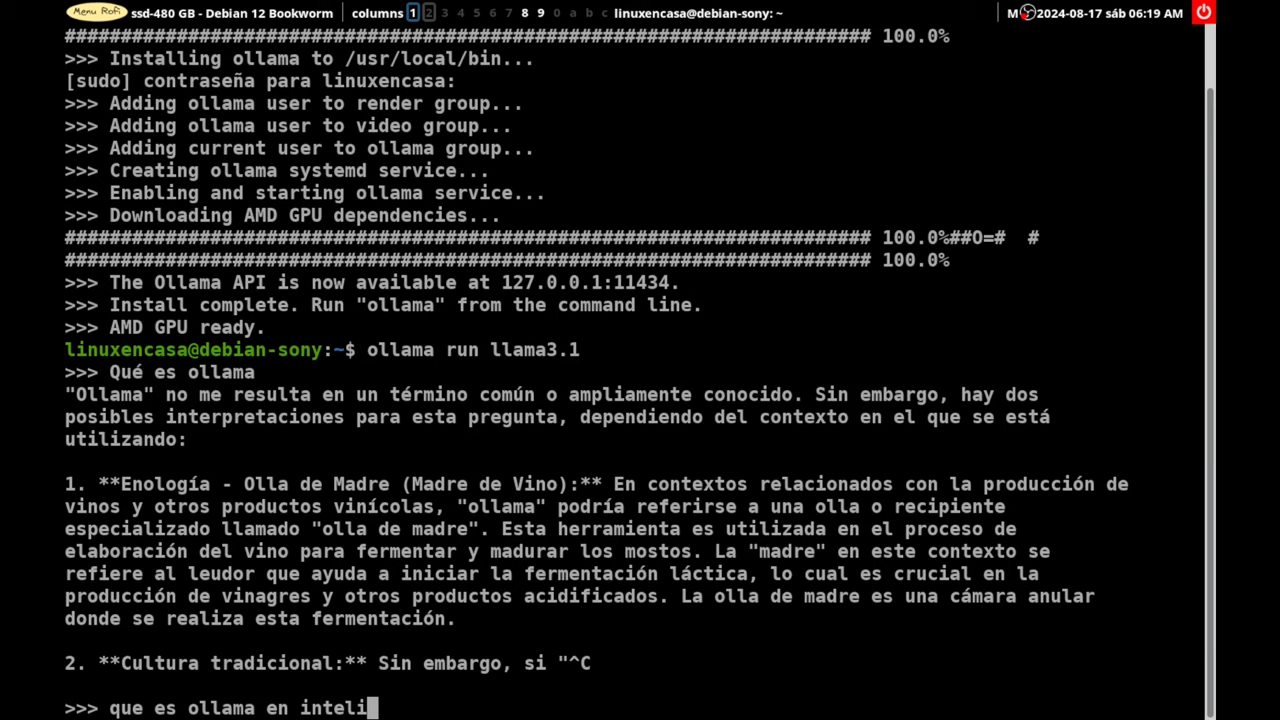 Menu Rofi ssd-480 GB - Debian 12 Bookworm columns 1 2 3 4 5 6 7 8 9 0 a b c linuxencasa@debian-sony: ~ 2024-08-17 sáb 06:19 AM
######################################################################## 100.0%
>>> Installing ollama to /usr/local/bin...
[sudo] contraseña para linuxencasa:
>>> Adding ollama user to render group...
>>> Adding ollama user to video group...
>>> Adding current user to ollama group...
>>> Creating ollama systemd service...
>>> Enabling and starting ollama service...
>>> Downloading AMD GPU dependencies...
######################################################################## 100.0%##O=#  #
######################################################################## 100.0%
>>> The Ollama API is now available at 127.0.0.1:11434.
>>> Install complete. Run "ollama" from the command line.
>>> AMD GPU ready.
linuxencasa@debian-sony:~$ ollama run llama3.1
>>> Qué es ollama
"Ollama" no me resulta en un término común o ampliamente conocido. Sin embargo, hay dos
posibles interpretaciones para esta pregunta, dependiendo del contexto en el que se está
utilizando:
1. **Enología - Olla de Madre (Madre de Vino):** En contextos relacionados con la producción de
vinos y otros productos vinícolas, "ollama" podría referirse a una olla o recipiente
especializado llamado "olla de madre". Esta herramienta es utilizada en el proceso de
elaboración del vino para fermentar y madurar los mostos. La "madre" en este contexto se
refiere al leudor que ayuda a iniciar la fermentación láctica, lo cual es crucial en la
producción de vinagres y otros productos acidificados. La olla de madre es una cámara anular
donde se realiza esta fermentación.
2. **Cultura tradicional:** Sin embargo, si "^C
>>> que es ollama en inteli